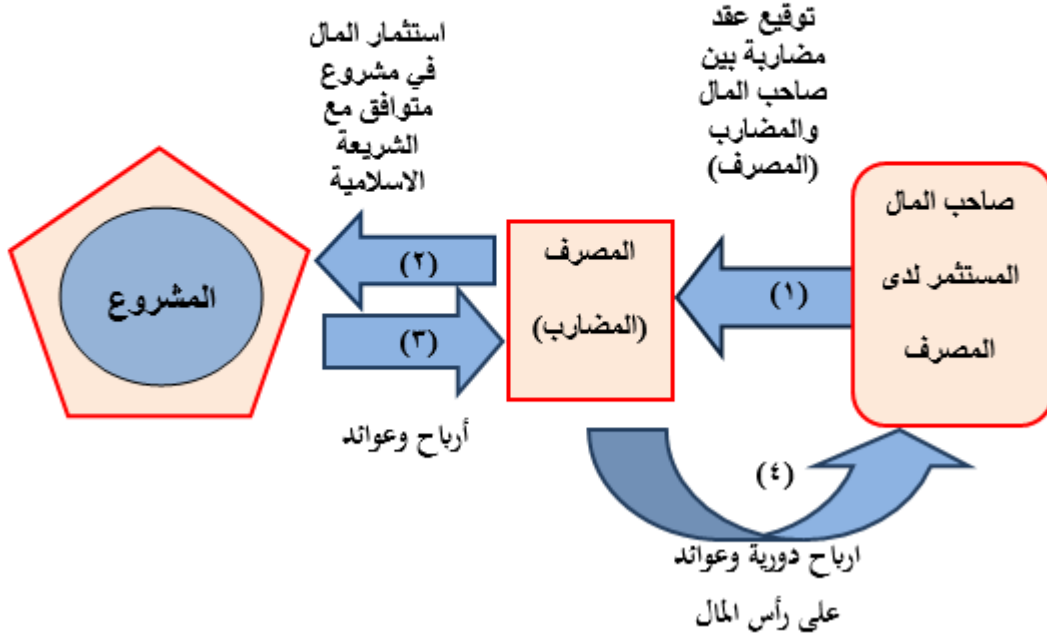 توقيع عقد
مضاربة بين
صاحب المال
والمضارب
(المصرف)
استثمار المال
في مشروع
متوافق مع
الشريعة
الاسلامية
صاحب المال
المستثمر لدى
المصرف
(١)
المصرف
(المضارب)
(٢)
(٣)
المشروع
أرباح وعوائد
(٤)
ارباح دورية وعوائد
على رأس المال